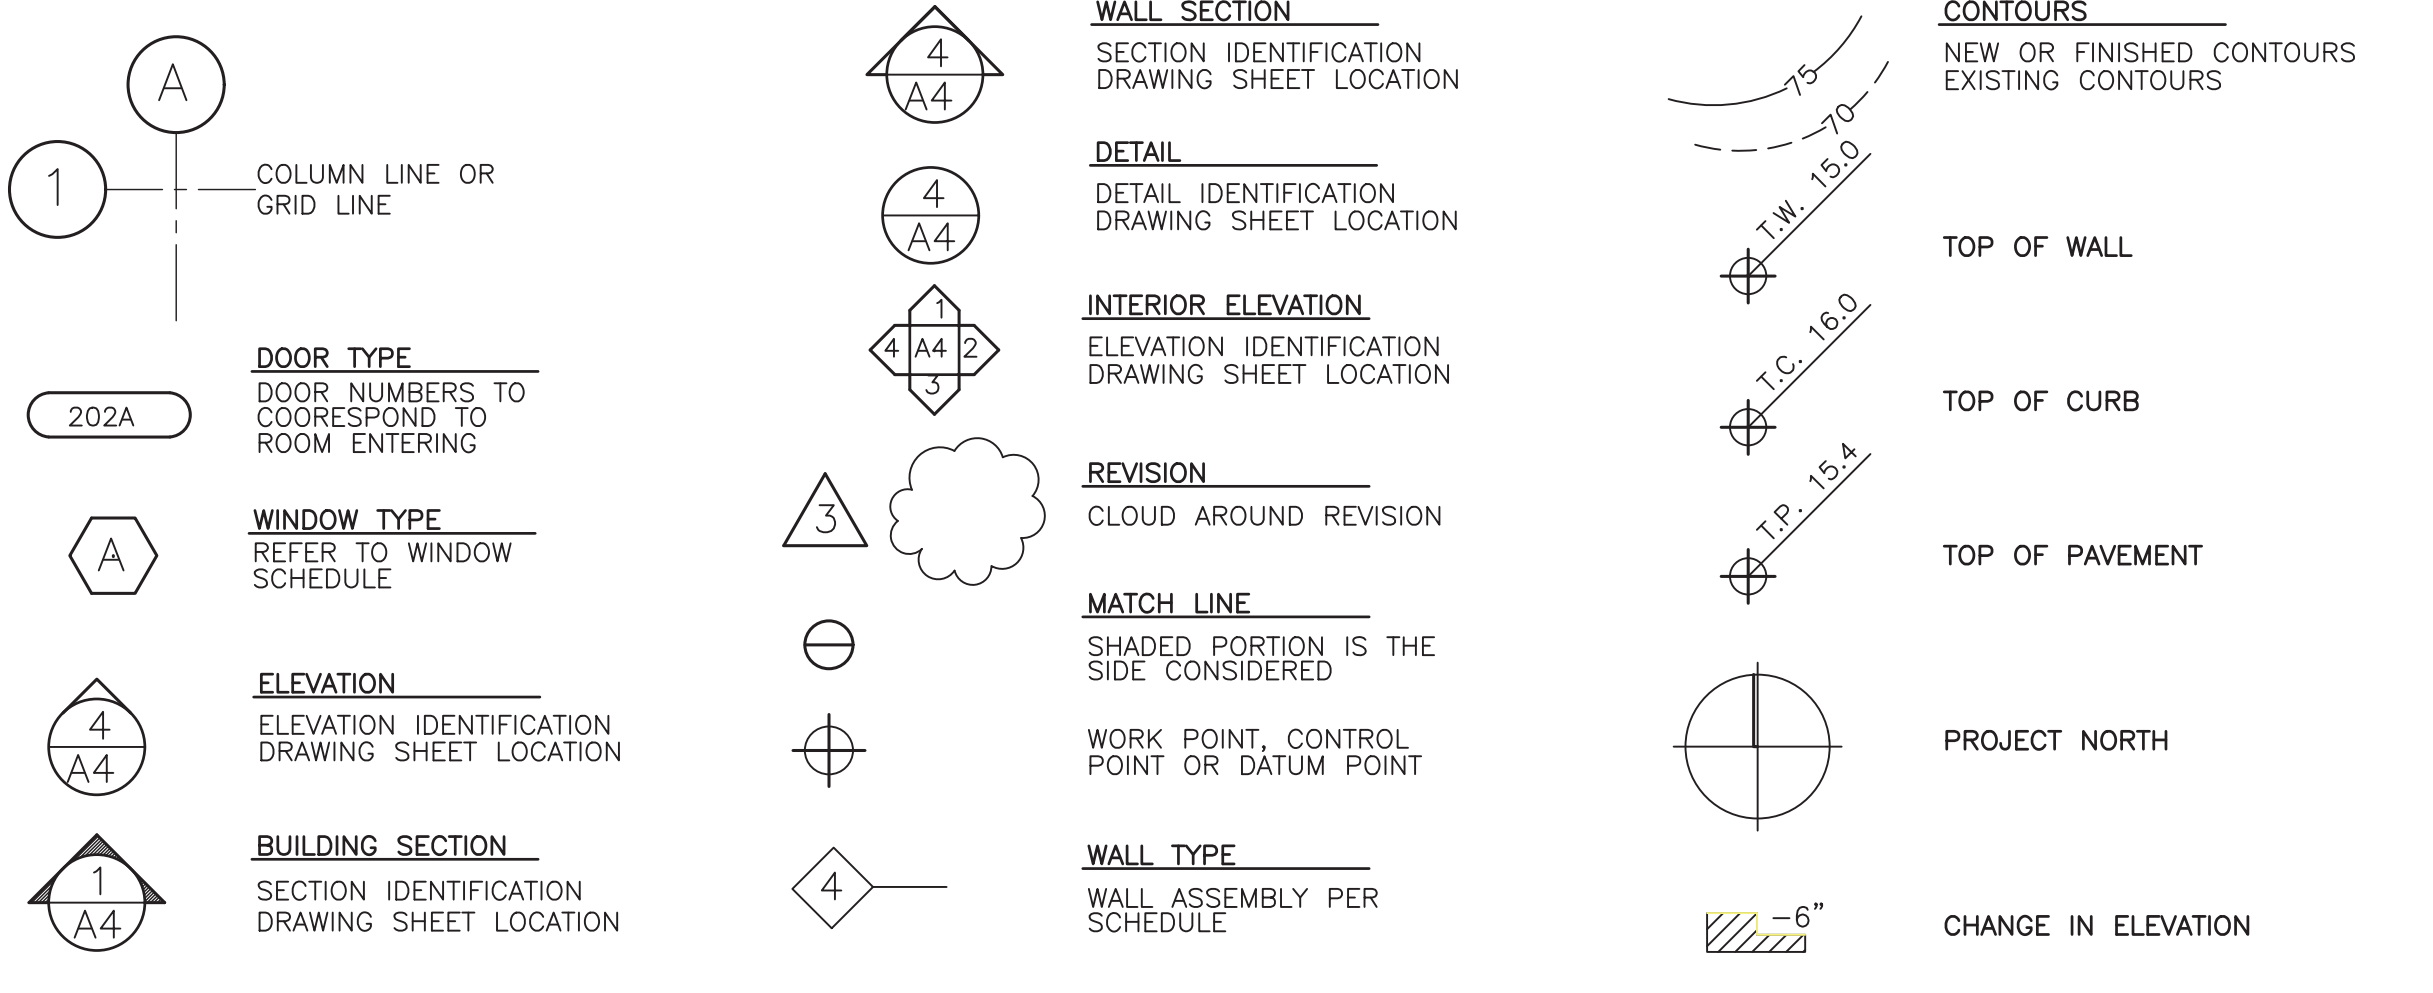 A
1
COLUMN LINE OR
GRID LINE
202A
DOOR TYPE
DOOR NUMBERS TO
COORESPOND TO
ROOM ENTERING
A
WINDOW TYPE
REFER TO WINDOW
SCHEDULE
4
A4
ELEVATION
ELEVATION IDENTIFICATION
DRAWING SHEET LOCATION
1
A4
BUILDING SECTION
SECTION IDENTIFICATION
DRAWING SHEET LOCATION
4
A4
WALL SECTION
SECTION IDENTIFICATION
DRAWING SHEET LOCATION
4
A4
DETAIL
DETAIL IDENTIFICATION
DRAWING SHEET LOCATION
1
4 A4 2
3
INTERIOR ELEVATION
ELEVATION IDENTIFICATION
DRAWING SHEET LOCATION
3
REVISION
CLOUD AROUND REVISION
MATCH LINE
SHADED PORTION IS THE
SIDE CONSIDERED
WORK POINT, CONTROL
POINT OR DATUM POINT
4
WALL TYPE
WALL ASSEMBLY PER
SCHEDULE
75
70
CONTOURS
NEW OR FINISHED CONTOURS
EXISTING CONTOURS
T.W. 15.0
TOP OF WALL
T.C. 16.0
TOP OF CURB
T.P. 15.4
TOP OF PAVEMENT
PROJECT NORTH
-6"
CHANGE IN ELEVATION